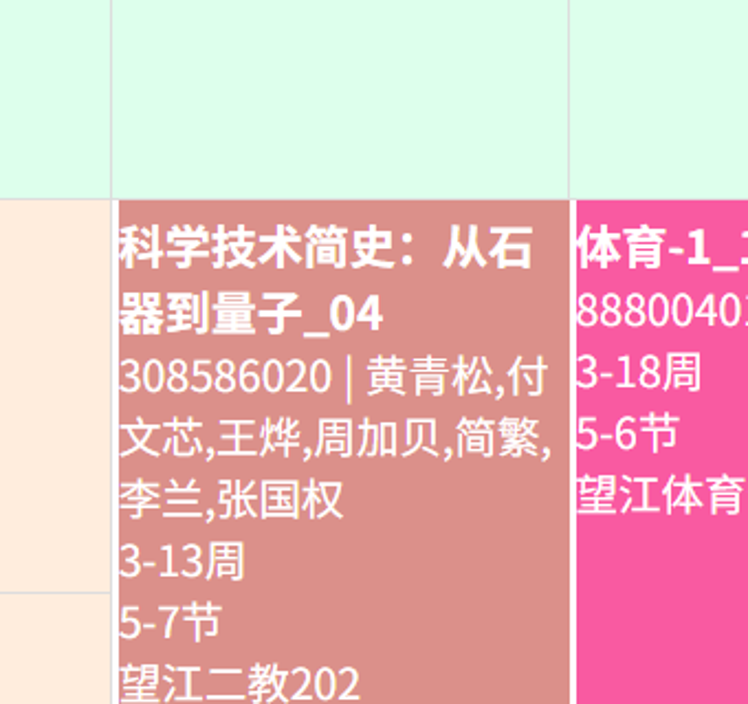 科学技术简史：从石
器到量子_04
308586020 | 黄青松,付
文芯,王烨,周加贝,简繁,
李兰,张国权
3-13周
5-7节
望江二教202
体育-1_
8880040
3-18周
5-6节
望江体育